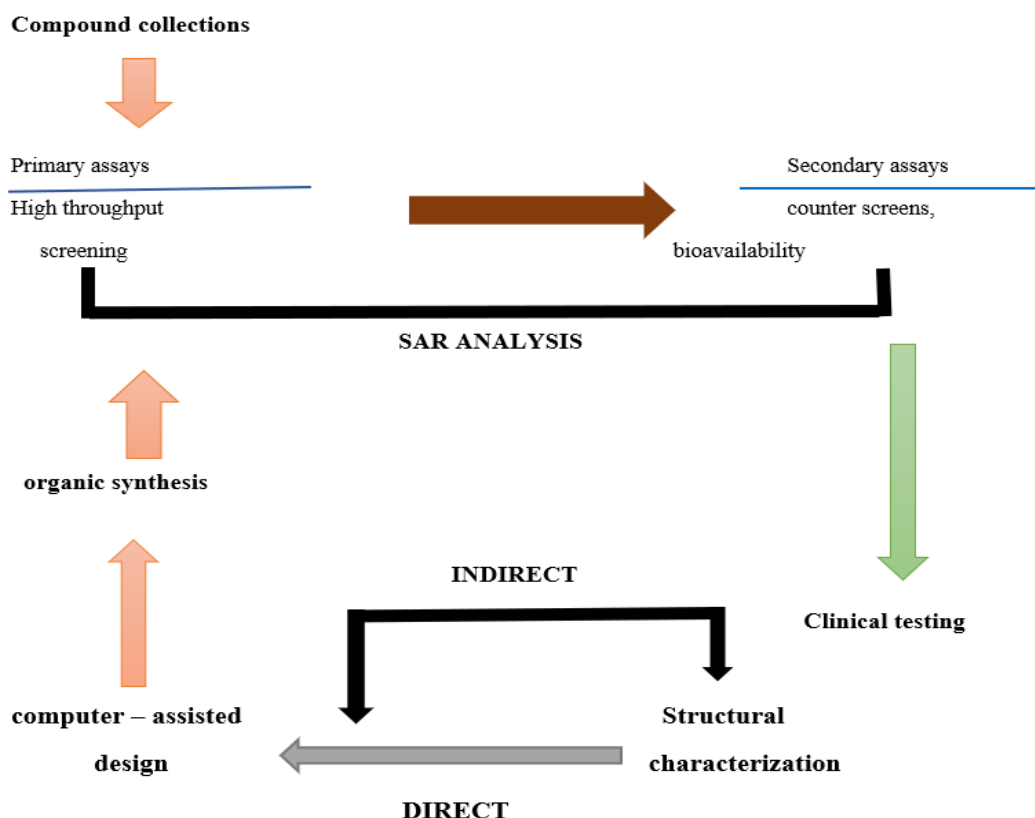 Compound collections
Primary assays
High throughput
screening
Secondary assays
counter screens,
bioavailability
SAR ANALYSIS
organic synthesis
INDIRECT
Clinical testing
computer – assisted
design
Structural
characterization
DIRECT